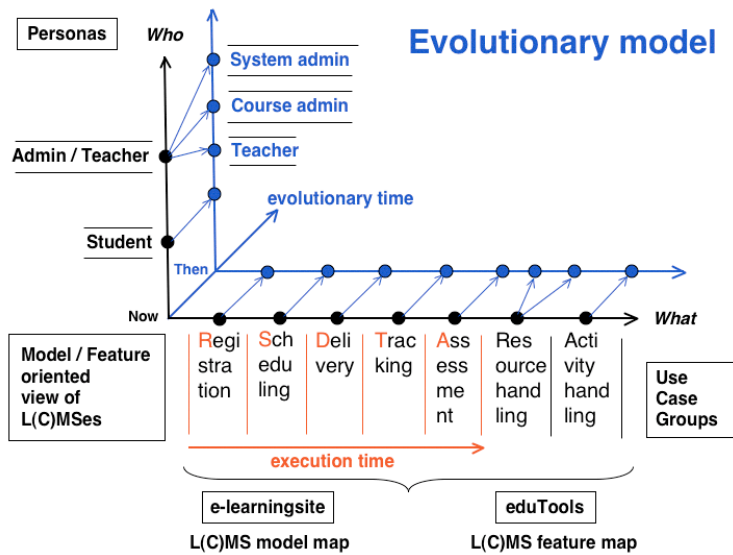 Evolutionary model
Personas
Who
System admin
Course admin
Teacher
Admin / Teacher
Student
evolutionary time
Then
Now
What
Model / Feature
oriented
view of
L(C)MSes
Regi
stra
tion
Sch
edu
ling
Deli
very
Trac
king
Ass
ess
me
nt
Res
ource
hand
ling
Acti
vity
hand
ling
Use
Case
Groups
execution time
e-learningsite
eduTools
L(C)MS model map
L(C)MS feature map